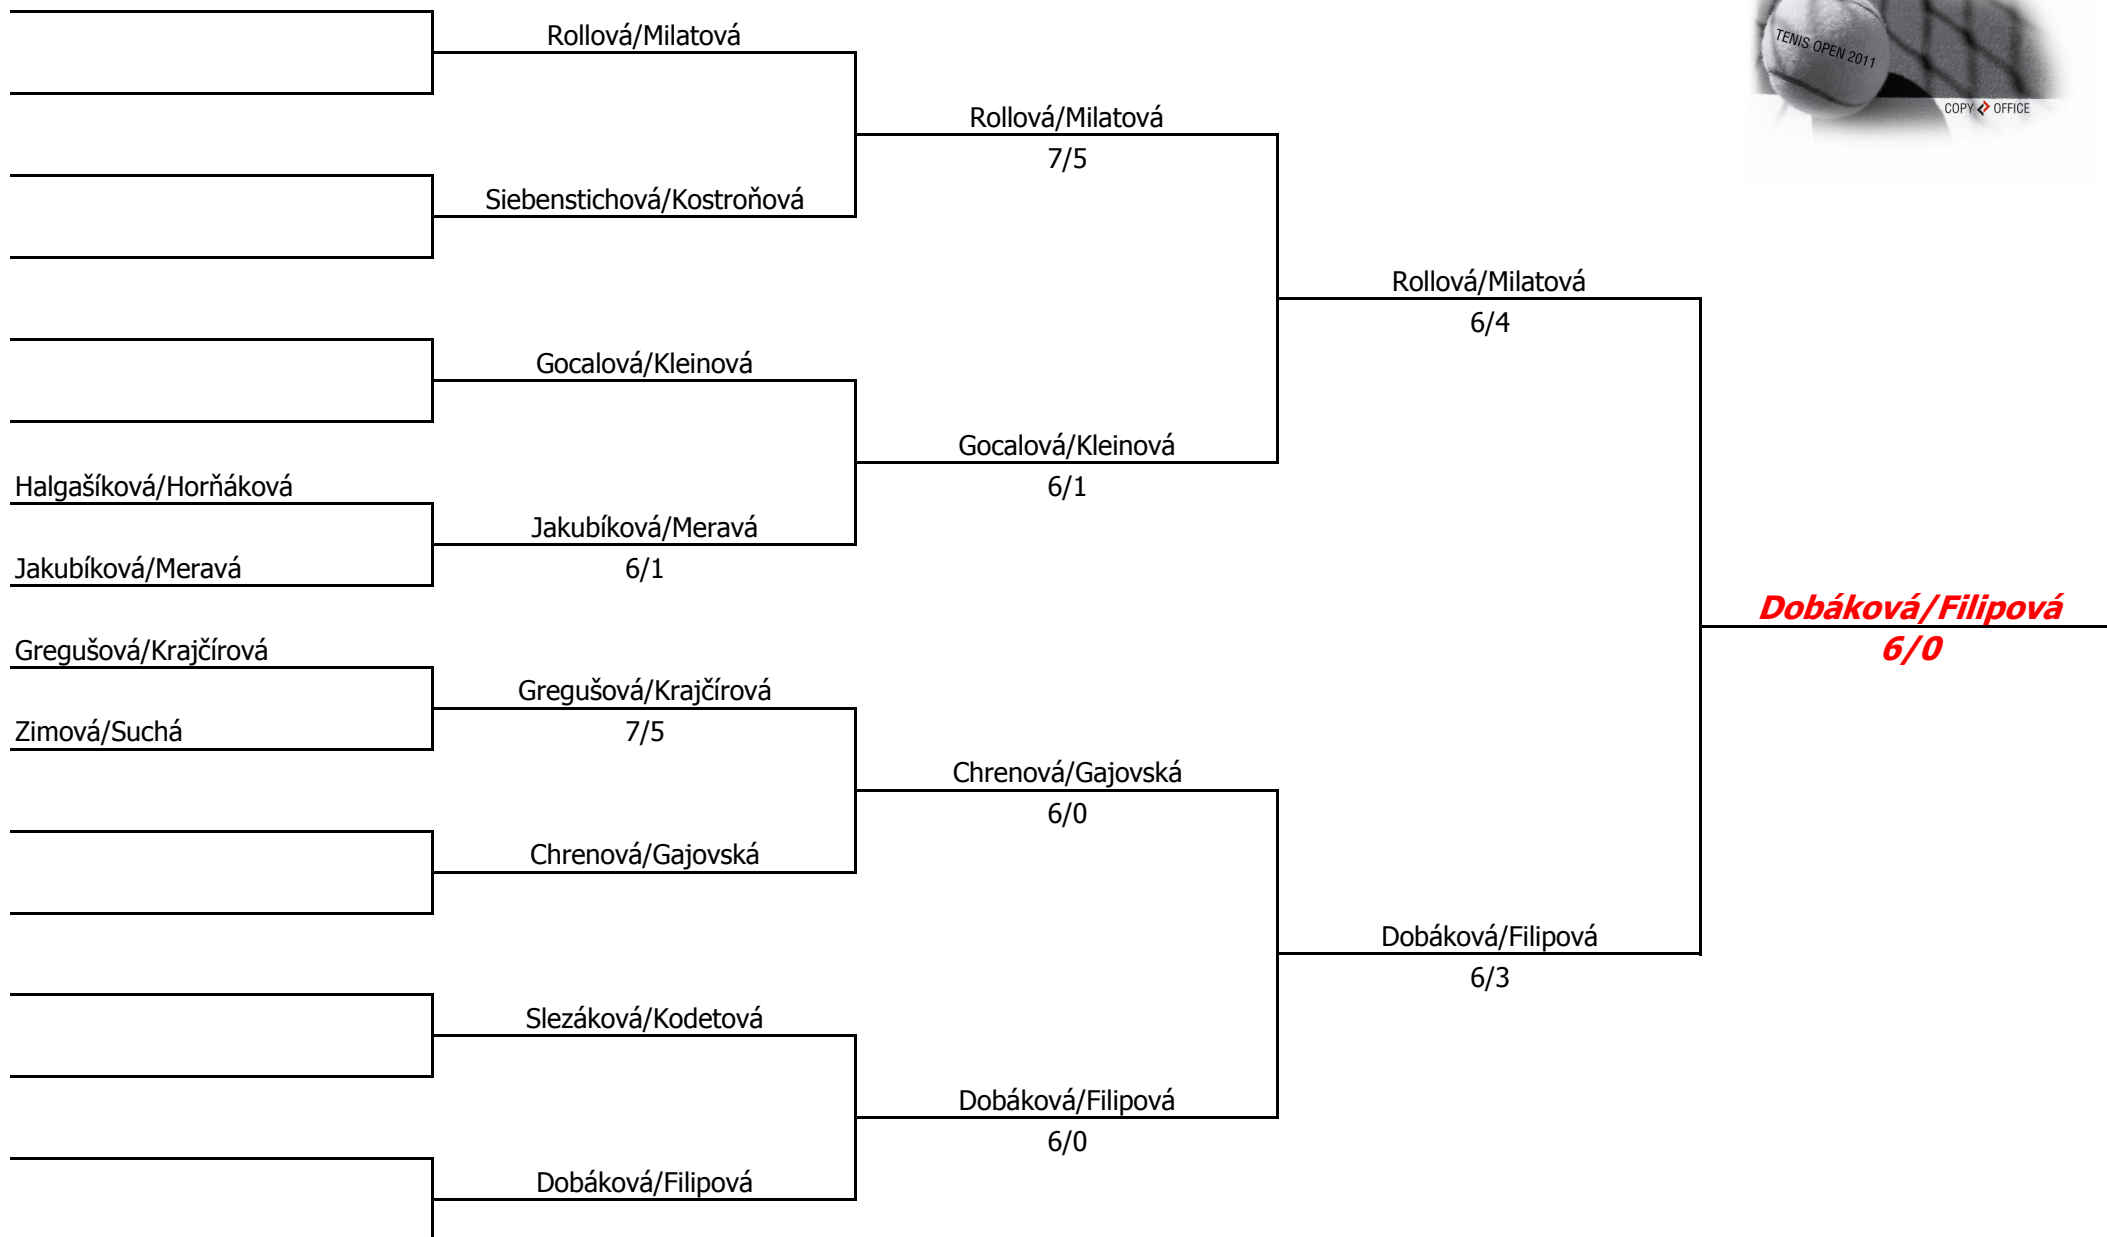 TENIS OPEN 2011
COPY OFFICE
Rollová/Milatová
Rollová/Milatová
7/5
Siebenstichová/Kostroňová
Rollová/Milatová
6/4
Gocalová/Kleinová
Gocalová/Kleinová
6/1
Halgašíková/Horňáková
Jakubíková/Meravá
6/1
Jakubíková/Meravá
Dobáková/Filipová
6/0
Gregušová/Krajčírová
Gregušová/Krajčírová
7/5
Zimová/Suchá
Chrenová/Gajovská
6/0
Chrenová/Gajovská
Dobáková/Filipová
6/3
Slezáková/Kodetová
Dobáková/Filipová
6/0
Dobáková/Filipová